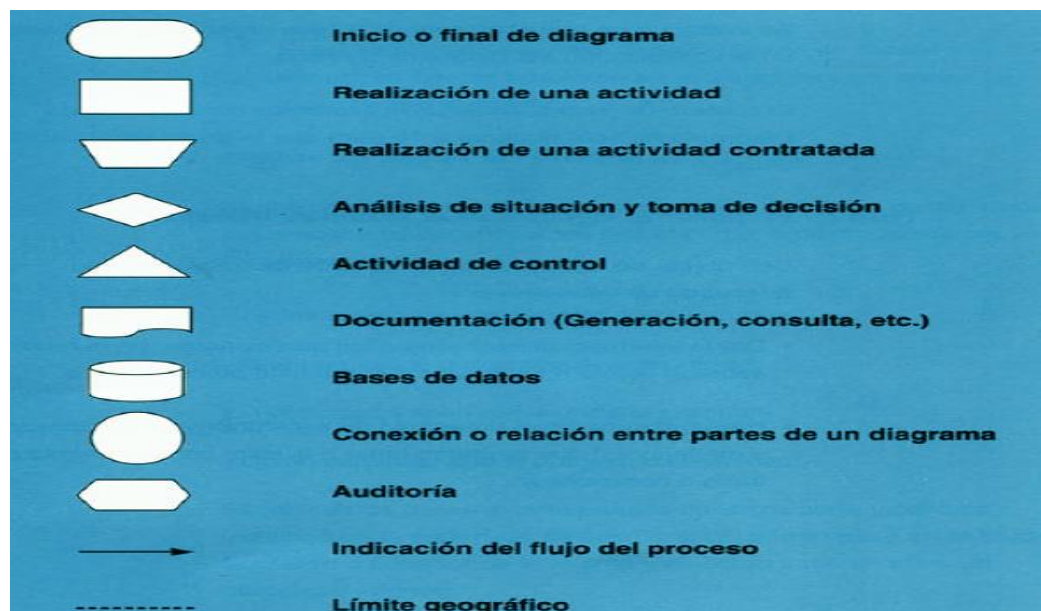 Inicio o final de diagrama
Realización de una actividad
Realización de una actividad contratada
Análisis de situación y toma de decisión
Actividad de control
Documentación (Generación, consulta, etc.)
Bases de datos
Conexión o relación entre partes de un diagrama
Auditoría
Indicación del flujo del proceso
Límite geográfico